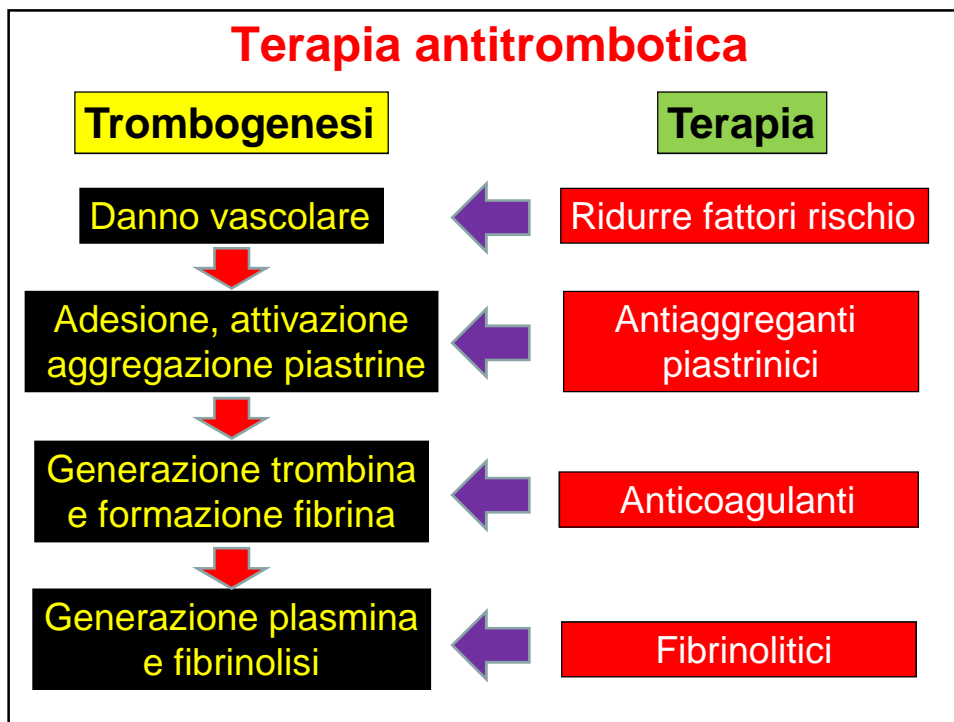 Terapia antitrombotica
Trombogenesi
Terapia
Danno vascolare
Ridurre fattori rischio
Adesione, attivazione
aggregazione piastrine
Antiaggreganti
piastrinici
Generazione trombina
e formazione fibrina
Anticoagulanti
Generazione plasmina
e fibrinolisi
Fibrinolitici